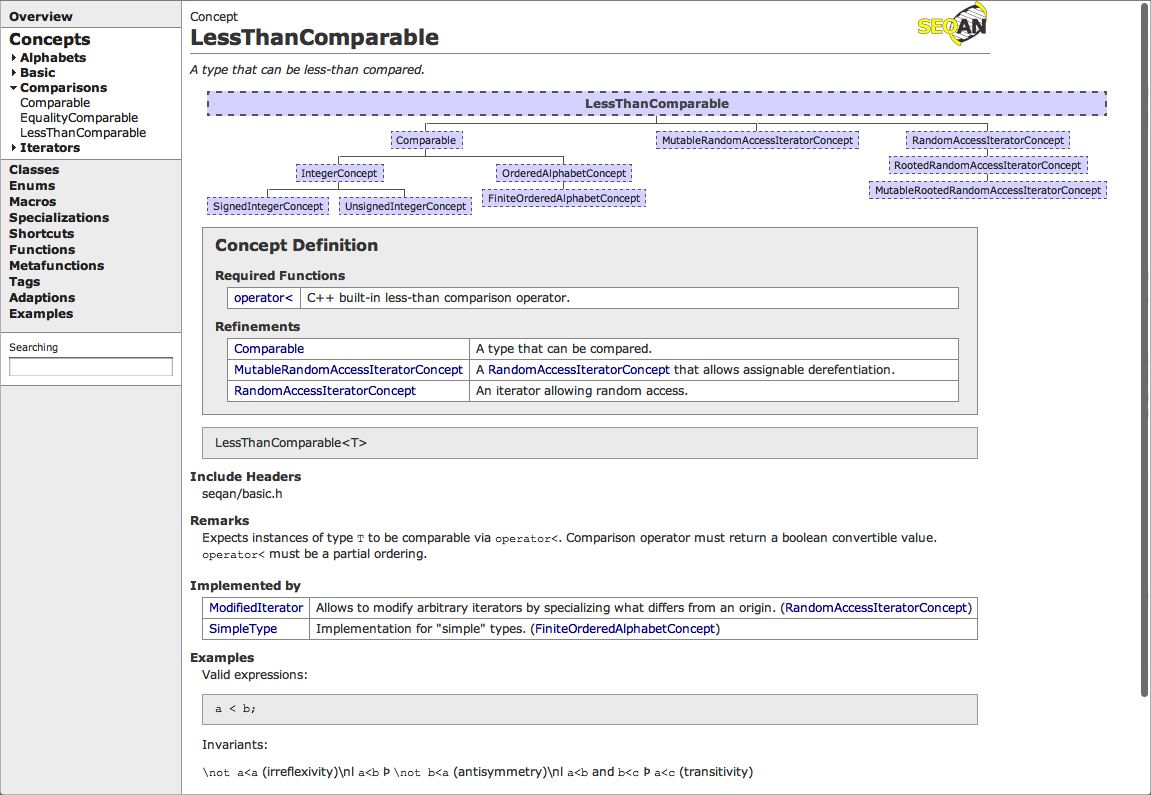 Overview
Concepts
Alphabets
Basic
Comparisons
Comparable
EqualityComparable
LessThanComparable
Iterators
Classes
Enums
Macros
Specializations
Shortcuts
Functions
Metafunctions
Tags
Adaptions
Examples
Searching
Concept
LessThanComparable
SEQAN
A type that can be less-than compared.
LessThanComparable
Comparable MutableRandomAccessIteratorConcept RandomAccessIteratorConcept
IntegerConcept OrderedAlphabetConcept RootedRandomAccessIteratorConcept
SignedIntegerConcept UnsignedIntegerConcept FiniteOrderedAlphabetConcept MutableRootedRandomAccessIteratorConcept
Concept Definition
Required Functions
operator< C++ built-in less-than comparison operator.
Refinements
Comparable A type that can be compared.
MutableRandomAccessIteratorConcept A RandomAccessIteratorConcept that allows assignable derefentiation.
RandomAccessIteratorConcept An iterator allowing random access.
LessThanComparable<T>
Include Headers
seqan/basic.h
Remarks
Expects instances of type T to be comparable via operator<. Comparison operator must return a boolean convertible value.
operator< must be a partial ordering.
Implemented by
ModifiedIterator Allows to modify arbitrary iterators by specializing what differs from an origin. (RandomAccessIteratorConcept)
SimpleType Implementation for "simple" types. (FiniteOrderedAlphabetConcept)
Examples
Valid expressions:
a < b;
Invariants:
\not a<a (irreflexivity)\nl a<b Þ \not b<a (antisymmetry)\nl a<b and b<c Þ a<c (transitivity)